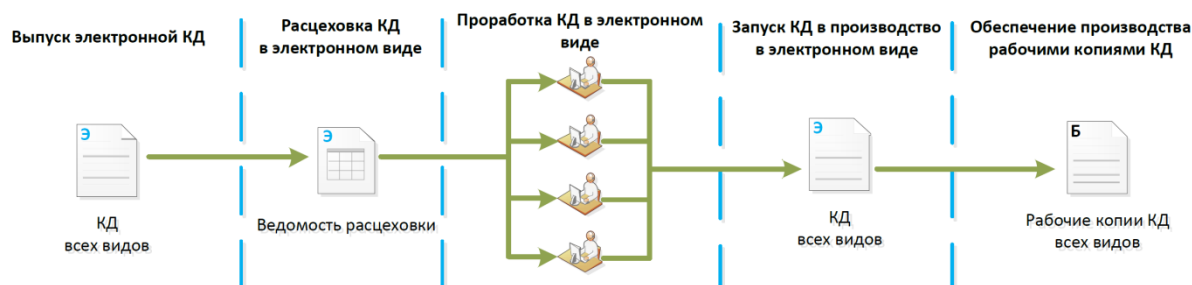 Выпуск электронной КД
Расцеховка КД
в электронном виде
Проработка КД в электронном
виде
Запуск КД в производство
в электронном виде
Обеспечение производства
рабочими копиями КД
Э
Э
Э
Б
КД
всех видов
Ведомость расцеховки
КД
всех видов
Рабочие копии КД
всех видов